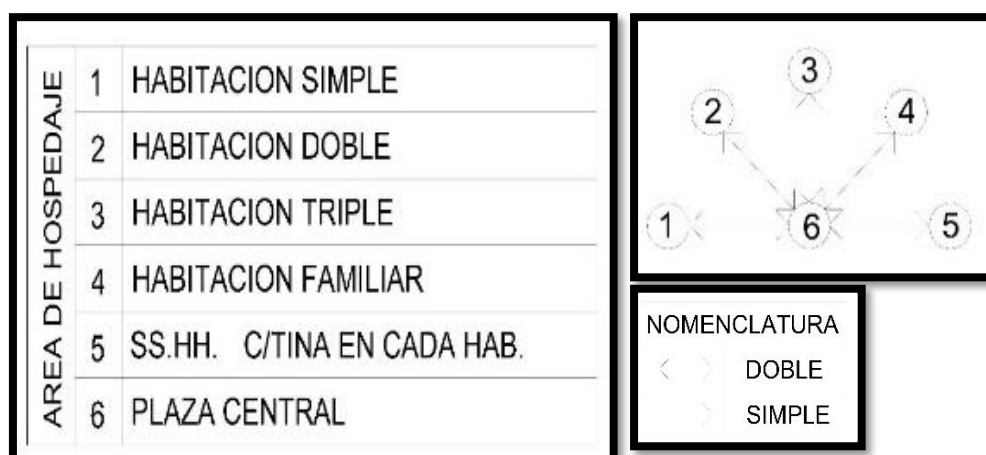 AREA DE HOSPEDAJE
1 HABITACION SIMPLE
2 HABITACION DOBLE
3 HABITACION TRIPLE
4 HABITACION FAMILIAR
5 SS.HH. C/TINA EN CADA HAB.
6 PLAZA CENTRAL
3
2 4
1 6 5
NOMENCLATURA
DOBLE
SIMPLE